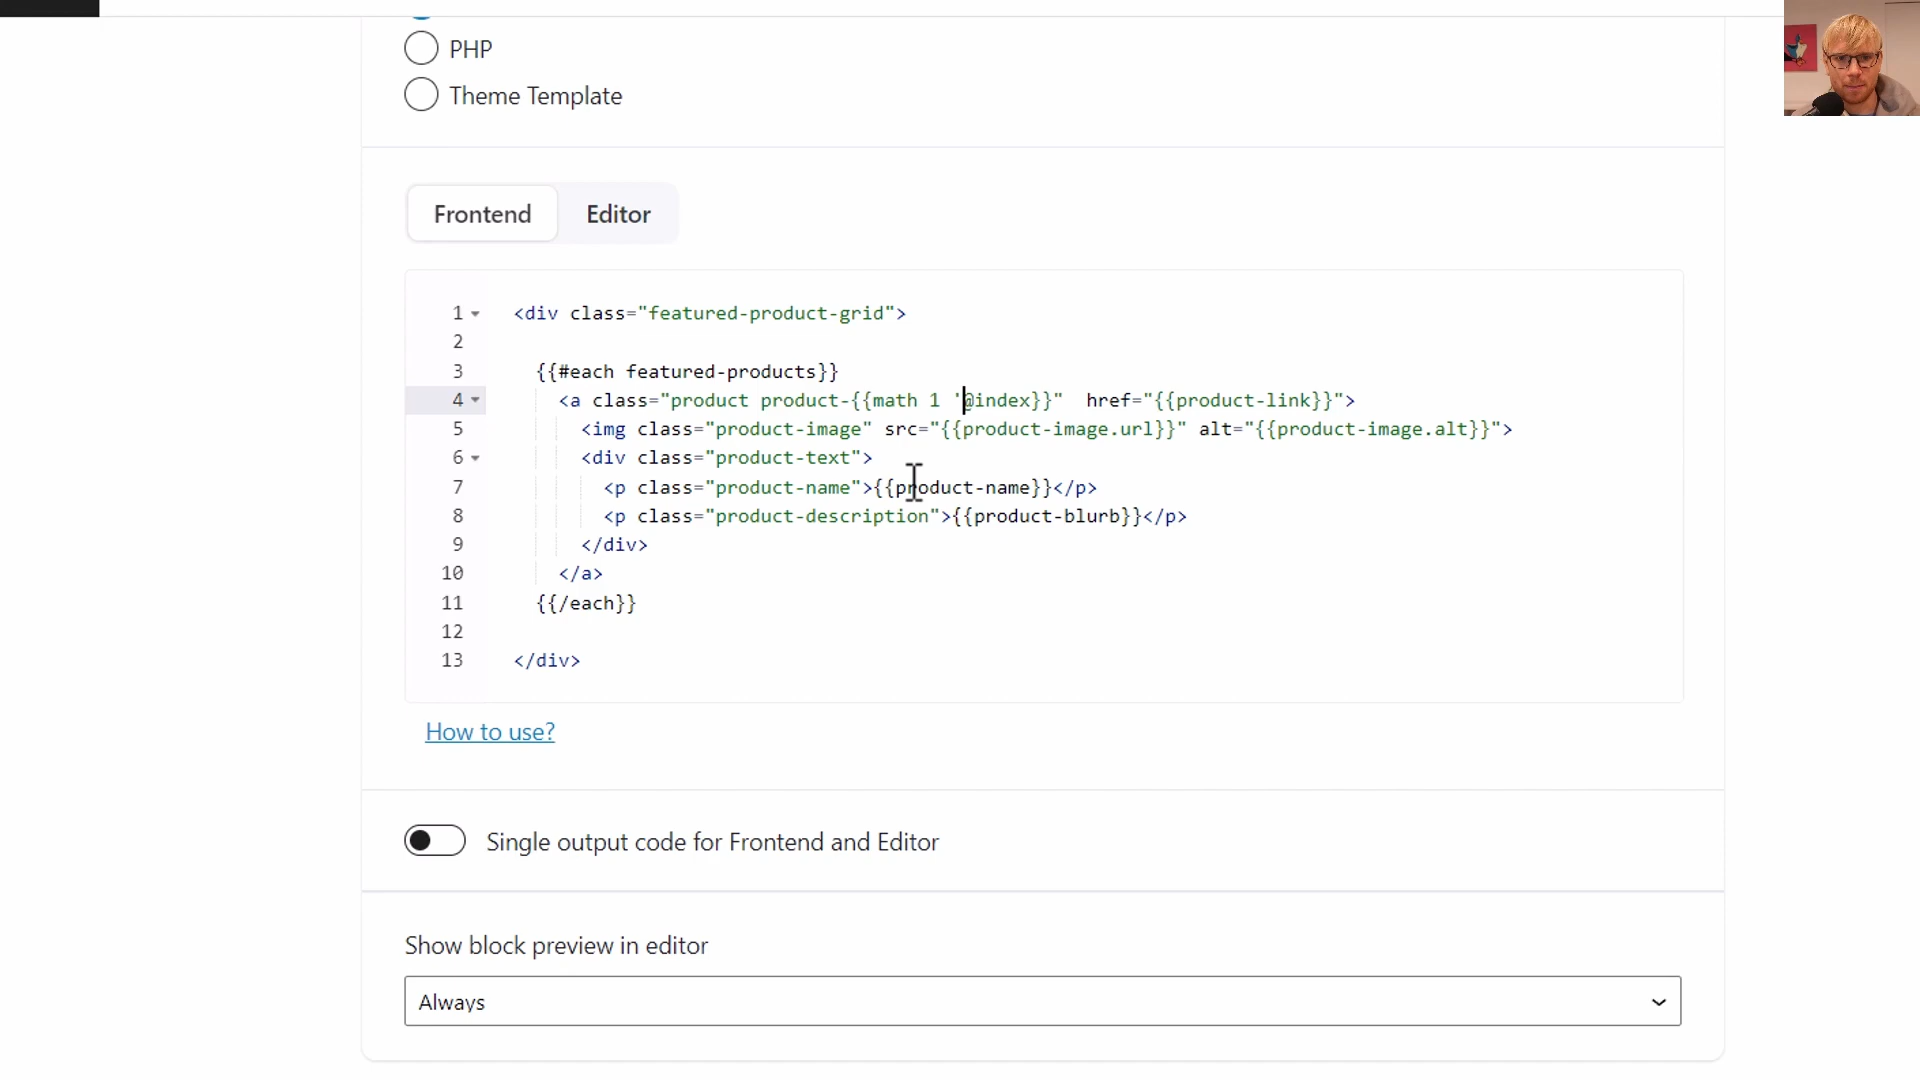 PHP
Theme Template
Frontend
Editor
1 <div class="featured-product-grid">
2
3 {{#each featured-products}}
4 <a class="product product-{{math 1 '@index}}"  href="{{product-link}}">
5 <img class="product-image" src="{{product-image.url}}" alt="{{product-image.alt}}">
6 <div class="product-text">
7 <p class="product-name">{{product-name}}</p>
8 <p class="product-description">{{product-blurb}}</p>
9 </div>
10 </a>
11 {{/each}}
12
13 </div>
How to use?
Single output code for Frontend and Editor
Show block preview in editor
Always